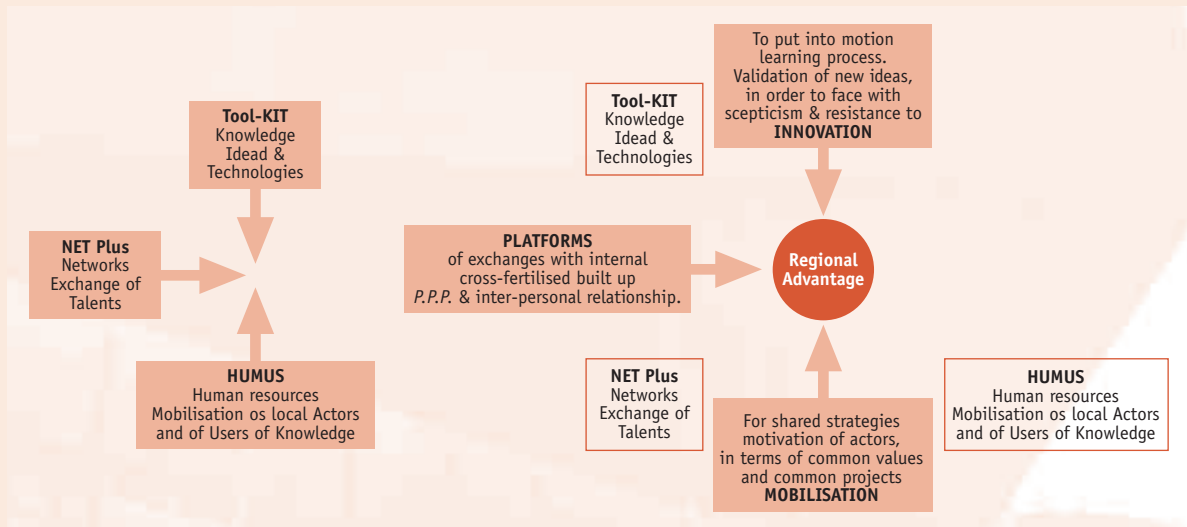 Tool-KIT
Knowledge
Idead &
Technologies
NET Plus
Networks
Exchange of
Talents
HUMUS
Human resources
Mobilisation os local Actors
and of Users of Knowledge
To put into motion
learning process.
Validation of new ideas,
in order to face with
scepticism & resistance to
INNOVATION
Tool-KIT
Knowledge
Idead &
Technologies
PLATFORMS
of exchanges with internal
cross-fertilised built up
P.P.P. & inter-personal relationship.
Regional
Advantage
NET Plus
Networks
Exchange of
Talents
For shared strategies
motivation of actors,
in terms of common values
and common projects
MOBILISATION
HUMUS
Human resources
Mobilisation os local Actors
and of Users of Knowledge